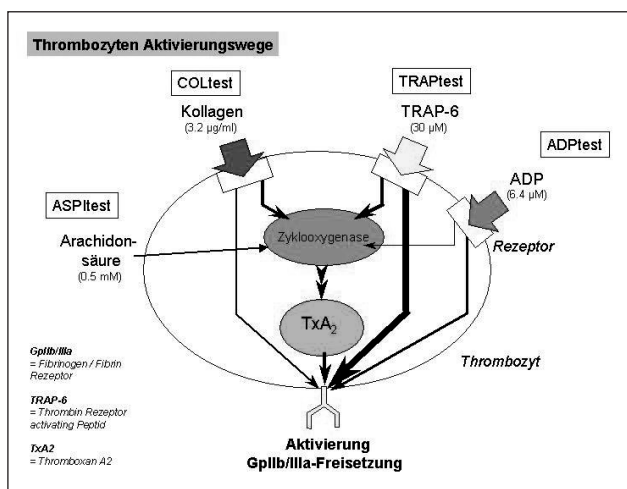 Thrombozyten Aktivierungswege
COLtest
Kollagen
(3.2 µg/ml)
TRAPtest
TRAP-6
(30 µM)
ADPtest
ADP
(6.4 µM)
Rezeptor
ASPItest
Arachidon-
säure
(0.5 mM)
Zyklooxygenase
TxA2
Thrombozyt
GpIIb/IIIa
= Fibrinogen / Fibrin
Rezeptor
TRAP-6
= Thrombin Rezeptor
activating Peptid
TxA2
= Thromboxan A2
Aktivierung
GpIIb/IIIa-Freisetzung